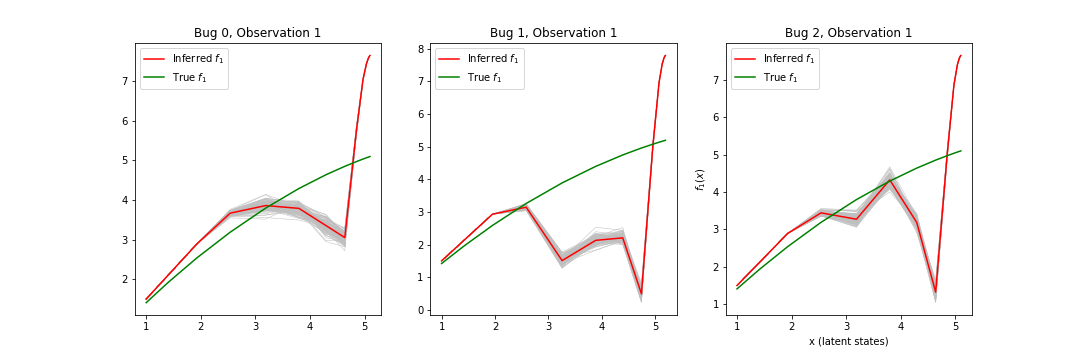 Bug 0, Observation 1
Inferred f₁
True f₁
7
6
5
4
3
2
1 2 3 4 5
Bug 1, Observation 1
Inferred f₁
True f₁
8
7
6
5
4
3
2
1
0
1 2 3 4 5
Bug 2, Observation 1
Inferred f₁
True f₁
f₁(x)
7
6
5
4
3
2
1
1 2 3 4 5
x (latent states)